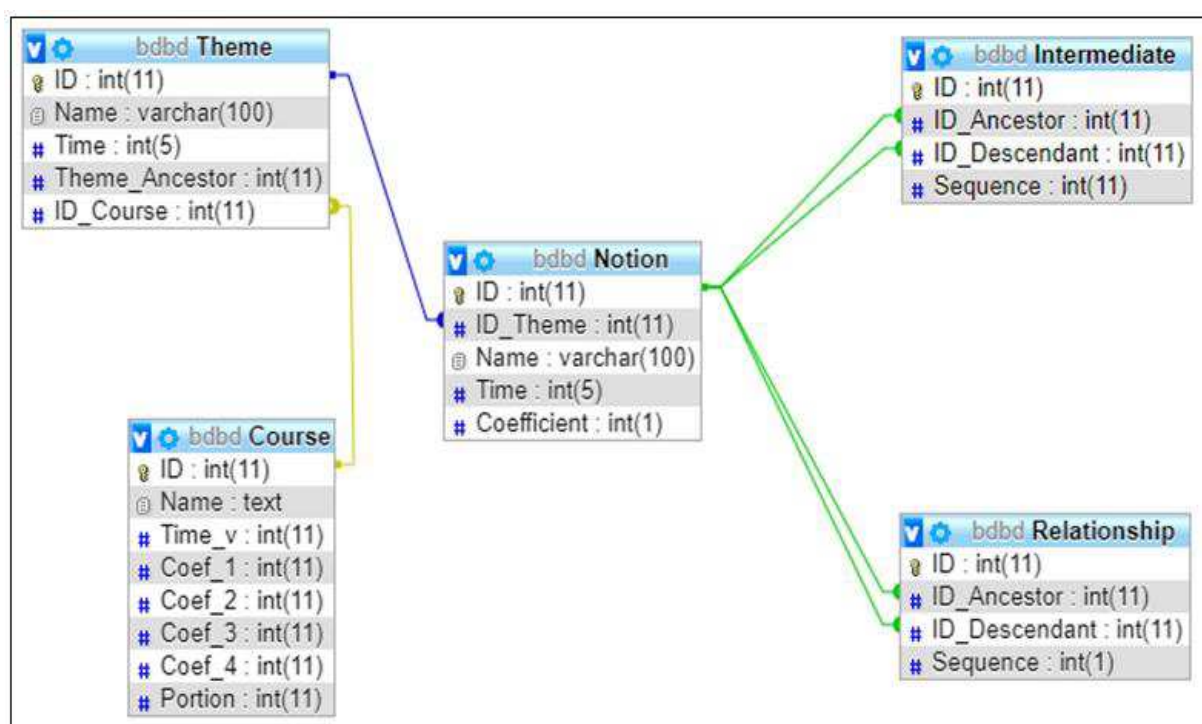 bdbd Theme
ID : int(11)
Name : varchar(100)
# Time : int(5)
# Theme_Ancestor : int(11)
# ID_Course : int(11)
bdbd Intermediate
ID : int(11)
# ID_Ancestor : int(11)
# ID_Descendant : int(11)
# Sequence : int(11)
bdbd Notion
ID : int(11)
# ID_Theme : int(11)
Name : varchar(100)
# Time : int(5)
# Coefficient : int(1)
bdbd Course
ID : int(11)
Name : text
# Time_v : int(11)
# Coef_1 : int(11)
# Coef_2 : int(11)
# Coef_3 : int(11)
# Coef_4 : int(11)
# Portion : int(11)
bdbd Relationship
ID : int(11)
# ID_Ancestor : int(11)
# ID_Descendant : int(11)
# Sequence : int(1)